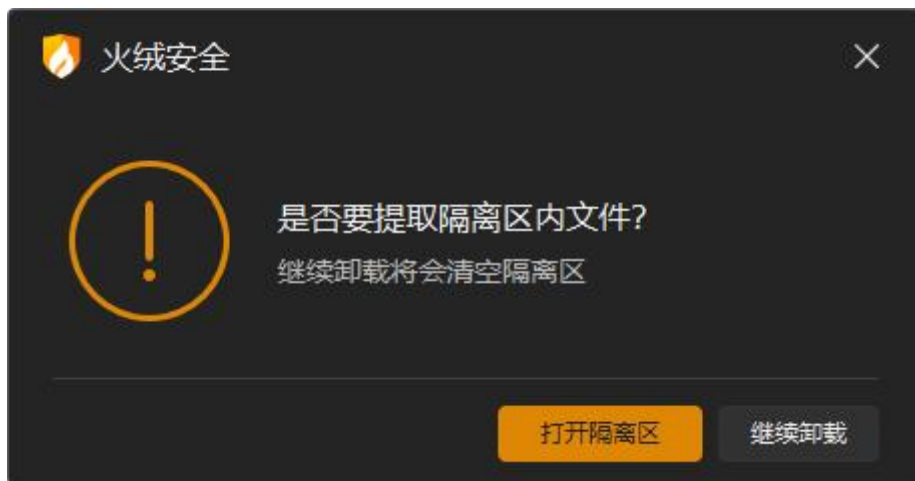 火绒安全
是否要提取隔离区内文件?
继续卸载将会清空隔离区
打开隔离区
继续卸载